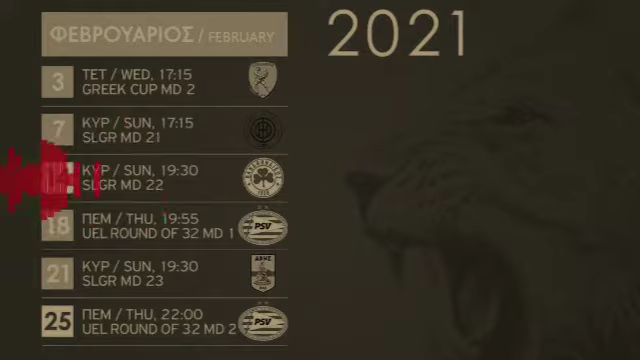 ΦΕΒΡΟΥΑΡΙΟΣ / FEBRUARY
2021
3 ΤΕΤ / WED, 17:15
GREEK CUP MD 2
7 ΚΥΡ / SUN, 17:15
SLGR MD 21
ΚΥΡ / SUN, 19:30
SLGR MD 22
18 ΠΕΜ / THU, 19:55
UEL ROUND OF 32 MD 1
PSV
21 ΚΥΡ / SUN, 19:30
SLGR MD 23
ΑΡΗΣ
25 ΠΕΜ / THU, 22:00
UEL ROUND OF 32 MD 2
PSV